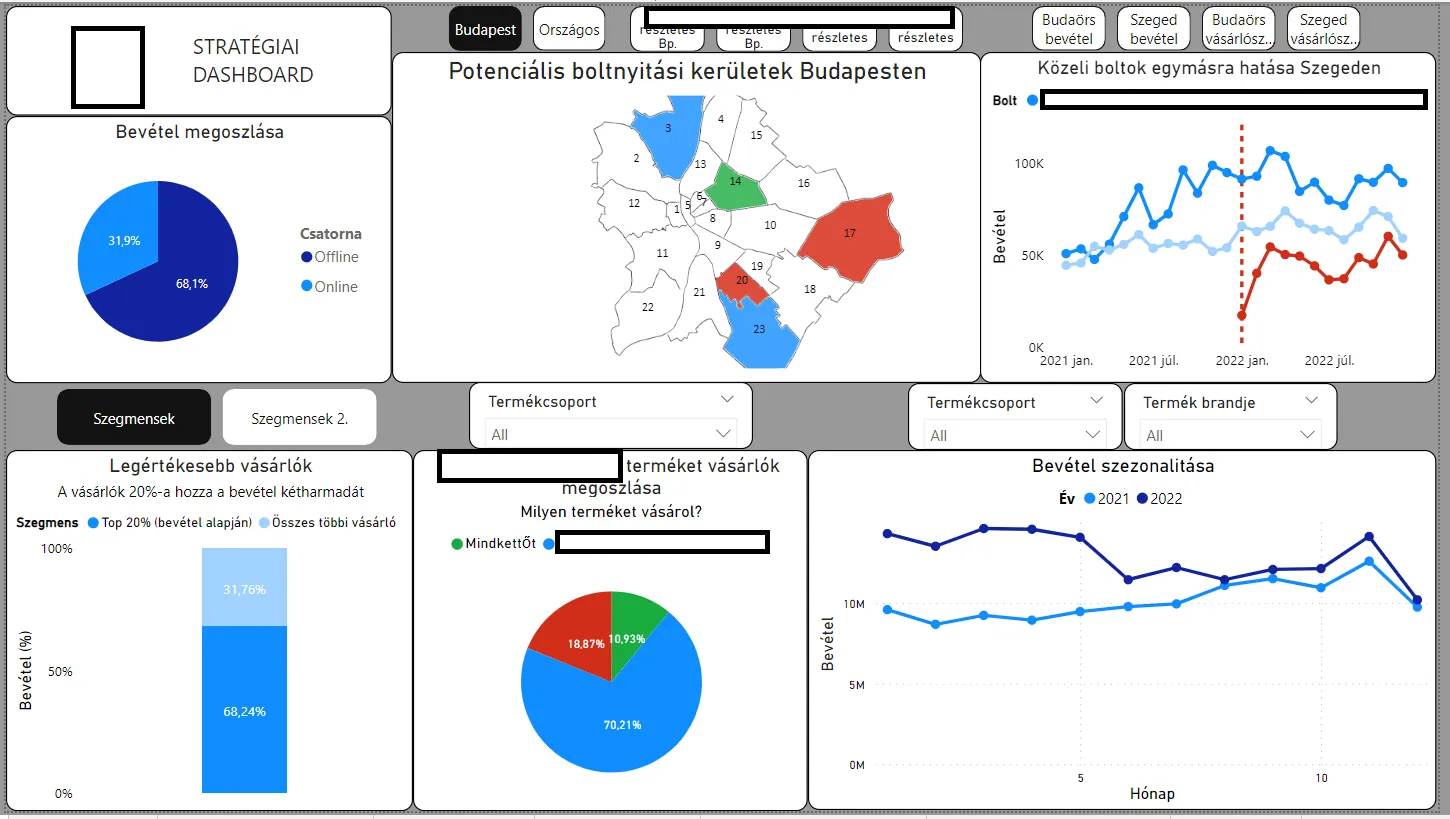 STRATÉGIAI
DASHBOARD
Budapest
Országos
részletes
Bp.
részletes
Bp.
részletes
részletes
Budaörs
bevétel
Szeged
bevétel
Budaörs
vásárlósz...
Szeged
vásárlósz...
Bevétel megoszlása
31,9%
68,1%
Csatorna
Offline
Online
Potenciális boltnyitási kerületek Budapesten
3
4
15
2
13
14
16
12
1
5
6
7
8
10
17
9
11
19
20
18
21
22
23
Közeli boltok egymásra hatása Szegeden
Bolt
100K
50K
0K
Bevétel
2021 jan.
2021 júl.
2022 jan.
2022 júl.
Szegmensek
Szegmensek 2.
Termékcsoport
All
Termékcsoport
All
Termék brandje
All
Legértékesebb vásárlók
A vásárlók 20%-a hozza a bevétel kétharmadát
Szegmens Top 20% (bevétel alapján) Összes többi vásárló
100%
50%
0%
Bevétel (%)
31,76%
68,24%
terméket vásárlók
megoszlása
Milyen terméket vásárol?
Mindkettőt
18,87%
10,93%
70,21%
Bevétel szezonalitása
Év 2021 2022
10M
5M
0M
Bevétel
5
10
Hónap